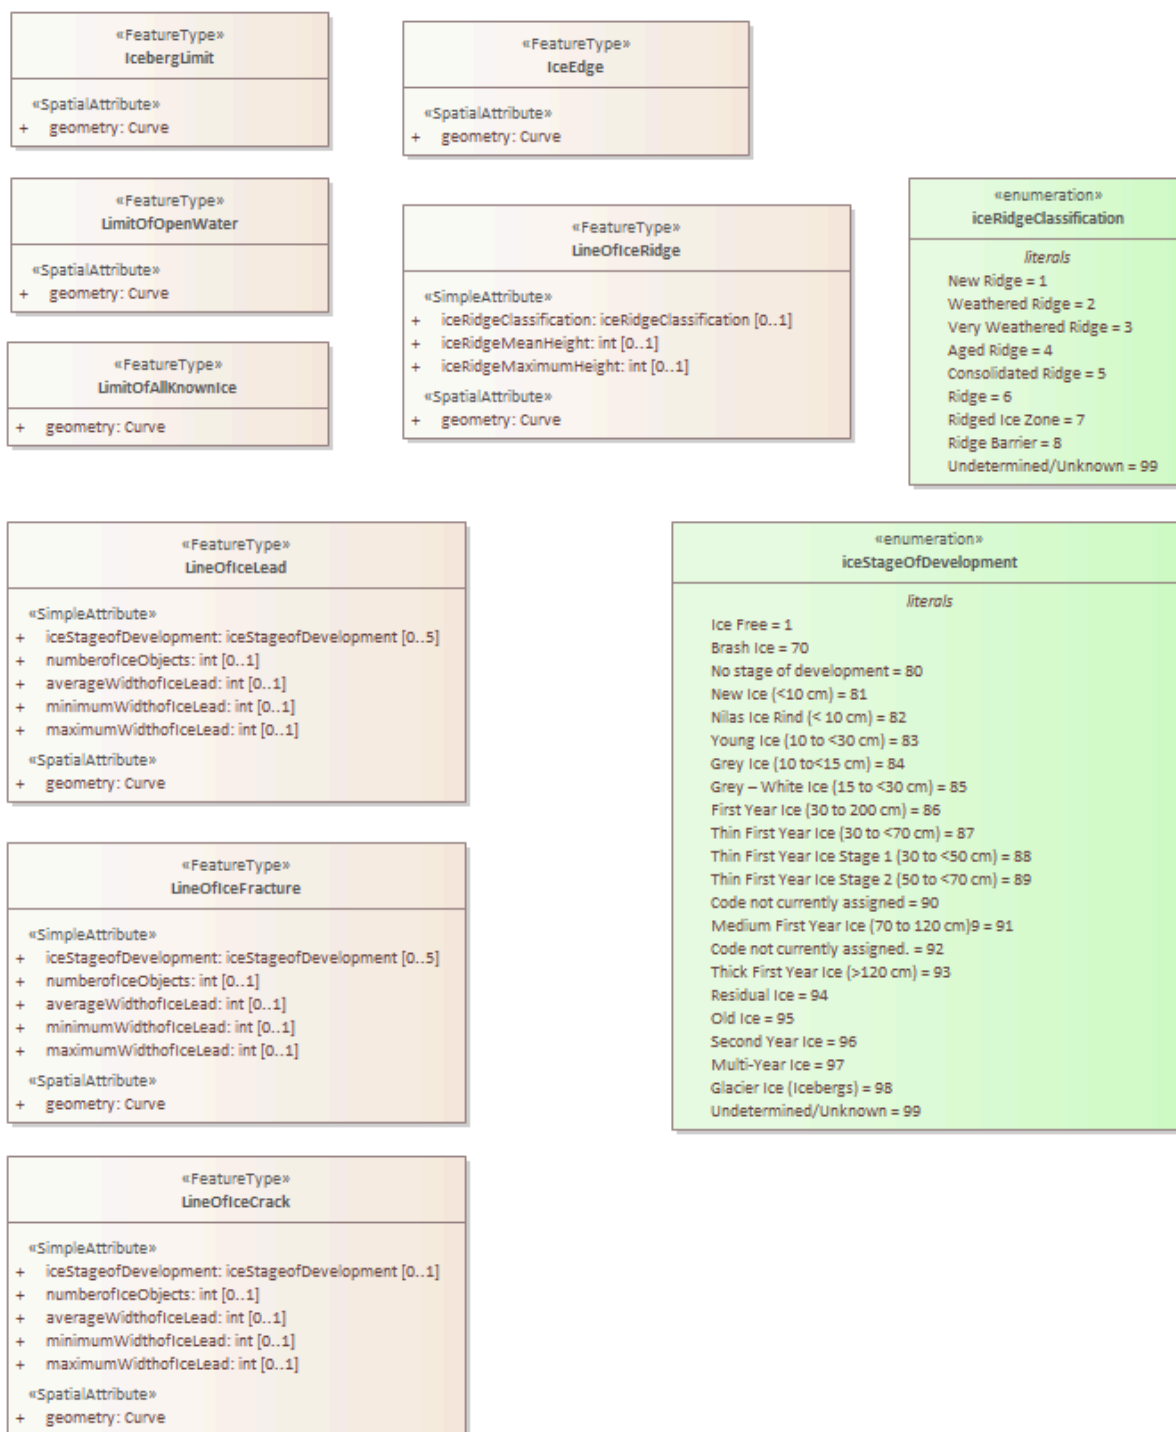 «FeatureType»
IcebergLimit
«SpatialAttribute»
+ geometry: Curve
«FeatureType»
IceEdge
«SpatialAttribute»
+ geometry: Curve
«FeatureType»
LimitOfOpenWater
«SpatialAttribute»
+ geometry: Curve
«FeatureType»
LineOfIceRidge
«SimpleAttribute»
+ iceRidgeClassification: iceRidgeClassification [0..1]
+ iceRidgeMeanHeight: int [0..1]
+ iceRidgeMaximumHeight: int [0..1]
«SpatialAttribute»
+ geometry: Curve
«enumeration»
iceRidgeClassification
literals
New Ridge = 1
Weathered Ridge = 2
Very Weathered Ridge = 3
Aged Ridge = 4
Consolidated Ridge = 5
Ridge = 6
Ridged Ice Zone = 7
Ridge Barrier = 8
Undetermined/Unknown = 99
«FeatureType»
LimitOfAllKnownIce
+ geometry: Curve
«FeatureType»
LineOfIceLead
«SimpleAttribute»
+ iceStageofDevelopment: iceStageofDevelopment [0..5]
+ numberofIceObjects: int [0..1]
+ averageWidthofIceLead: int [0..1]
+ minimumWidthofIceLead: int [0..1]
+ maximumWidthofIceLead: int [0..1]
«SpatialAttribute»
+ geometry: Curve
«enumeration»
iceStageOfDevelopment
literals
Ice Free = 1
Brash Ice = 70
No stage of development = 80
New Ice (<10 cm) = 81
Nilas Ice Rind (< 10 cm) = 82
Young Ice (10 to <30 cm) = 83
Grey Ice (10 to<15 cm) = 84
Grey – White Ice (15 to <30 cm) = 85
First Year Ice (30 to 200 cm) = 86
Thin First Year Ice (30 to <70 cm) = 87
Thin First Year Ice Stage 1 (30 to <50 cm) = 88
Thin First Year Ice Stage 2 (50 to <70 cm) = 89
Code not currently assigned = 90
Medium First Year Ice (70 to 120 cm)9 = 91
Code not currently assigned. = 92
Thick First Year Ice (>120 cm) = 93
Residual Ice = 94
Old Ice = 95
Second Year Ice = 96
Multi-Year Ice = 97
Glacier Ice (Icebergs) = 98
Undetermined/Unknown = 99
«FeatureType»
LineOfIceFracture
«SimpleAttribute»
+ iceStageofDevelopment: iceStageofDevelopment [0..5]
+ numberofIceObjects: int [0..1]
+ averageWidthofIceLead: int [0..1]
+ minimumWidthofIceLead: int [0..1]
+ maximumWidthofIceLead: int [0..1]
«SpatialAttribute»
+ geometry: Curve
«FeatureType»
LineOfIceCrack
«SimpleAttribute»
+ iceStageofDevelopment: iceStageofDevelopment [0..1]
+ numberofIceObjects: int [0..1]
+ averageWidthofIceLead: int [0..1]
+ minimumWidthofIceLead: int [0..1]
+ maximumWidthofIceLead: int [0..1]
«SpatialAttribute»
+ geometry: Curve